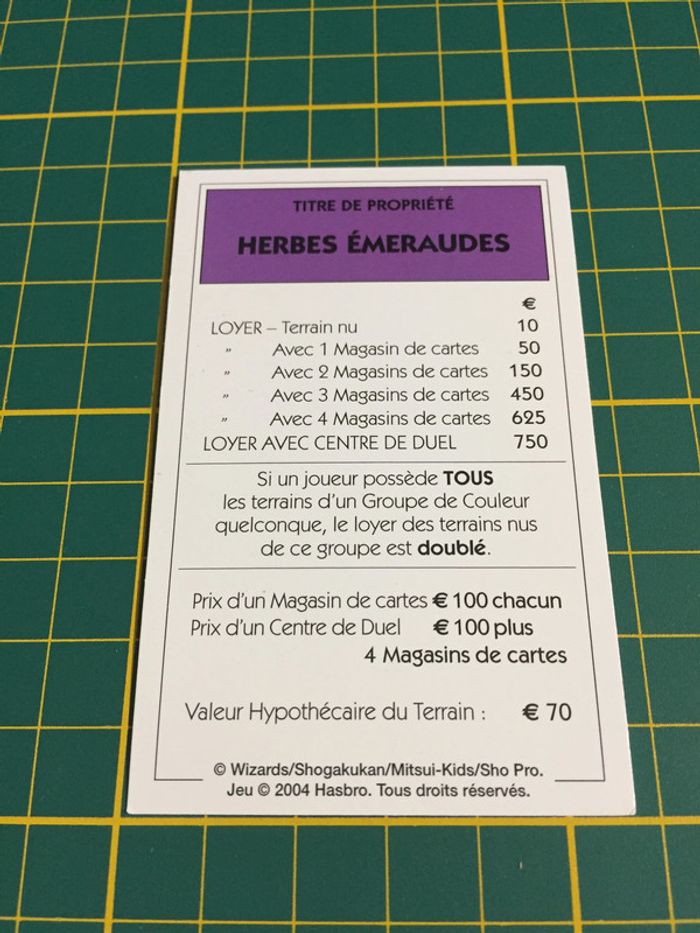 TITRE DE PROPRIÉTÉ
HERBES ÉMERAUDES
€
LOYER – Terrain nu 10
" Avec 1 Magasin de cartes 50
" Avec 2 Magasins de cartes 150
" Avec 3 Magasins de cartes 450
" Avec 4 Magasins de cartes 625
LOYER AVEC CENTRE DE DUEL 750
Si un joueur possède TOUS
les terrains d'un Groupe de Couleur
quelconque, le loyer des terrains nus
de ce groupe est doublé.
Prix d'un Magasin de cartes € 100 chacun
Prix d'un Centre de Duel € 100 plus
4 Magasins de cartes
Valeur Hypothécaire du Terrain : € 70
© Wizards/Shogakukan/Mitsui-Kids/Sho Pro.
Jeu © 2004 Hasbro. Tous droits réservés.